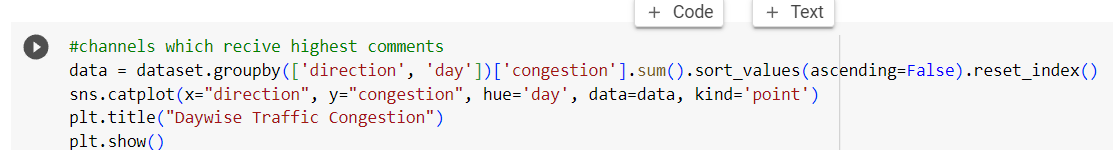 + Code + Text
#channels which recive highest comments
data = dataset.groupby(['direction', 'day'])['congestion'].sum().sort_values(ascending=False).reset_index()
sns.catplot(x="direction", y="congestion", hue='day', data=data, kind='point')
plt.title("Daywise Traffic Congestion")
plt.show()